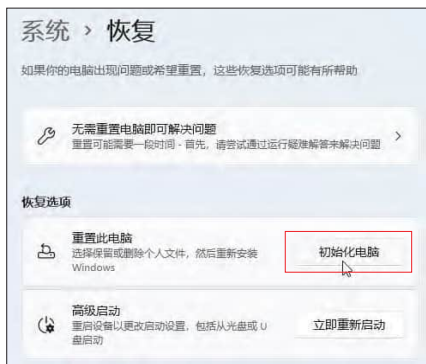 系统 › 恢复
如果你的电脑出现问题或希望重置，这些恢复选项可能有所帮助
无需重置电脑即可解决问题
重置可能需要一段时间 - 首先，请尝试通过运行疑难解答来解决问题
恢复选项
重置此电脑
选择保留或删除个人文件，然后重新安装
Windows
初始化电脑
高级启动
重启设备以更改启动设置，包括从光盘或 U
盘启动
立即重新启动